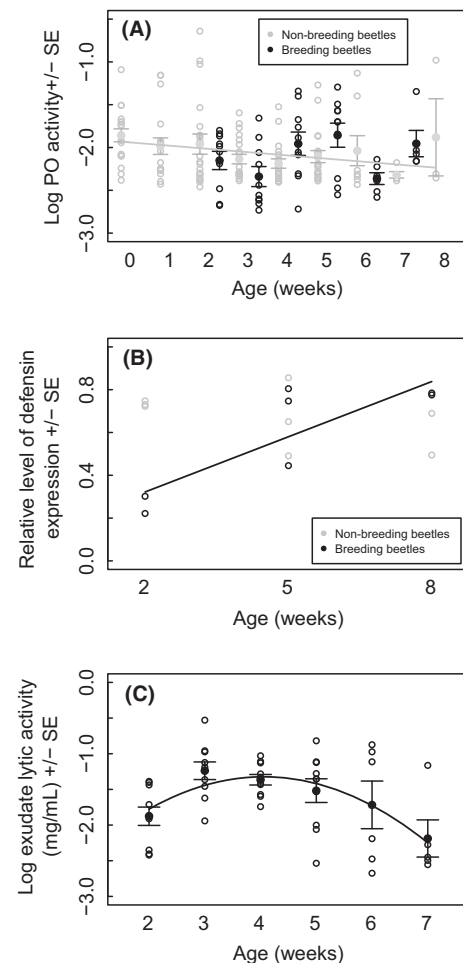 (A)
Non-breeding beetles
Breeding beetles
Log PO activity+/− SE
−1.0
−2.0
−3.0
0 1 2 3 4 5 6 7 8
Age (weeks)
(B)
Relative level of defensin
expression +/− SE
0.8
0.4
0.0
Non-breeding beetles
Breeding beetles
2 5 8
Age (weeks)
(C)
Log exudate lytic activity
(mg/mL) +/− SE
0.0
−1.0
−2.0
−3.0
2 3 4 5 6 7
Age (weeks)